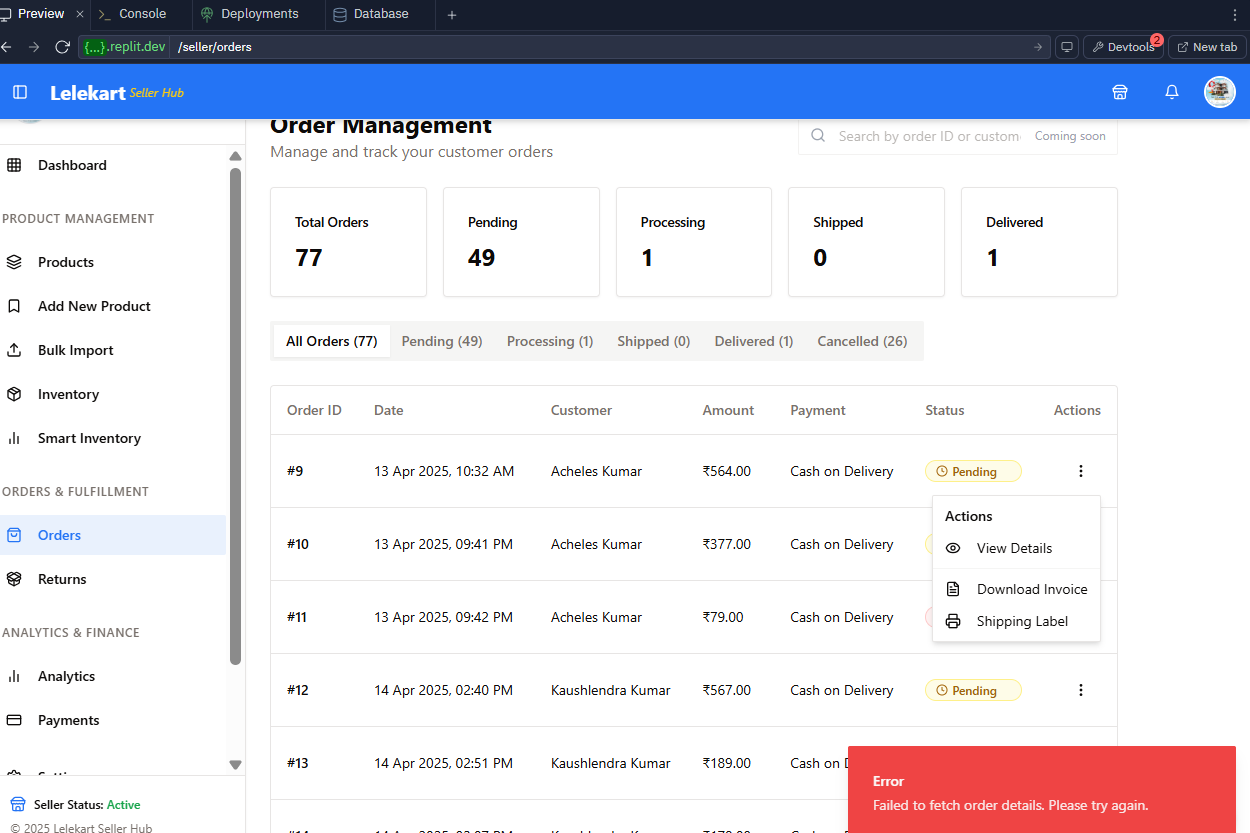 Preview × Console Deployments Database +
{...}.replit.dev /seller/orders Devtools 2 New tab
Lelekart Seller Hub
Order Management
Manage and track your customer orders
Search by order ID or custom Coming soon
Dashboard
PRODUCT MANAGEMENT
Products
Add New Product
Bulk Import
Inventory
Smart Inventory
ORDERS & FULFILLMENT
Orders
Returns
ANALYTICS & FINANCE
Analytics
Payments
Seller Status: Active
© 2025 Lelekart Seller Hub
Total Orders Pending Processing Shipped Delivered
77 49 1 0 1
All Orders (77) Pending (49) Processing (1) Shipped (0) Delivered (1) Cancelled (26)
Order ID Date Customer Amount Payment Status Actions
#9 13 Apr 2025, 10:32 AM Acheles Kumar ₹564.00 Cash on Delivery Pending
#10 13 Apr 2025, 09:41 PM Acheles Kumar ₹377.00 Cash on Delivery
#11 13 Apr 2025, 09:42 PM Acheles Kumar ₹79.00 Cash on Delivery
#12 14 Apr 2025, 02:40 PM Kaushlendra Kumar ₹567.00 Cash on Delivery Pending
#13 14 Apr 2025, 02:51 PM Kaushlendra Kumar ₹189.00 Cash on
Actions
View Details
Download Invoice
Shipping Label
Error
Failed to fetch order details. Please try again.